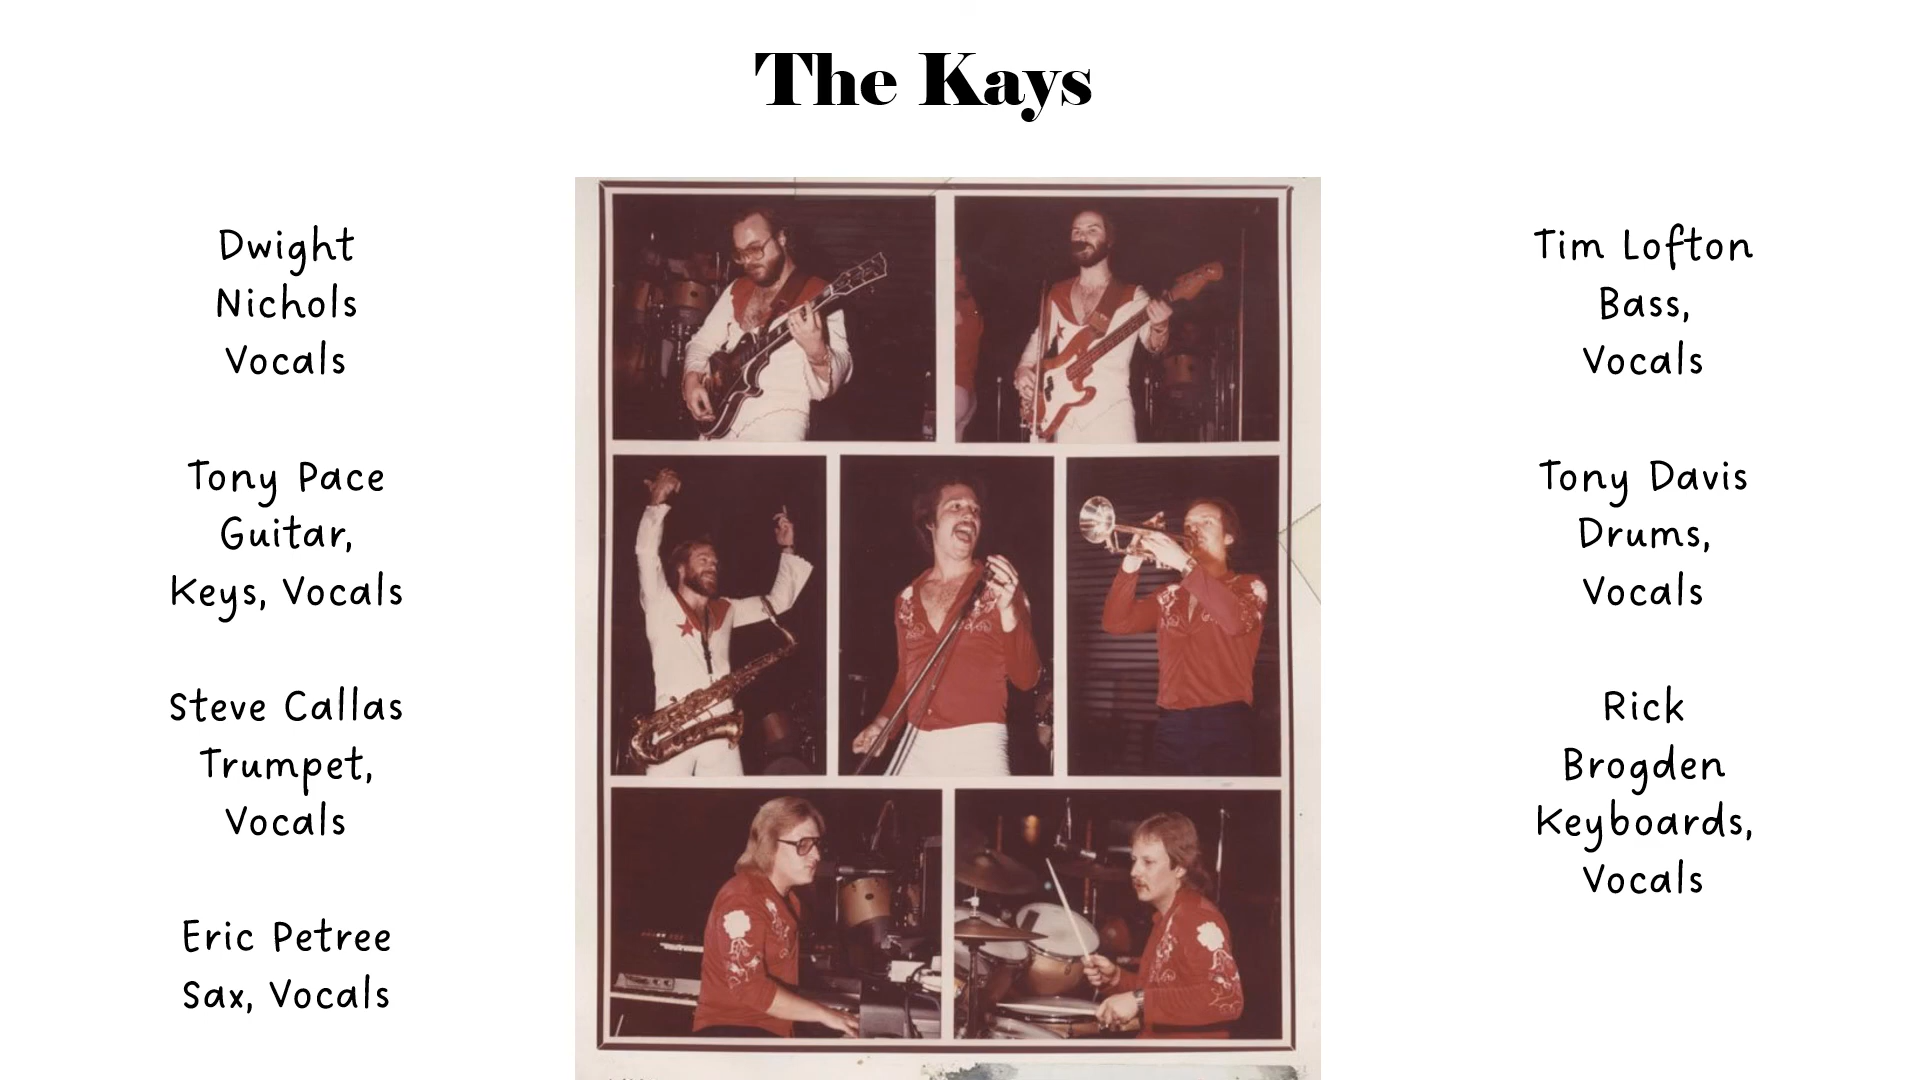 The Kays
Dwight
Nichols
Vocals
Tony Pace
Guitar,
Keys, Vocals
Steve Callas
Trumpet,
Vocals
Eric Petree
Sax, Vocals
Tim Lofton
Bass,
Vocals
Tony Davis
Drums,
Vocals
Rick
Brogden
Keyboards,
Vocals